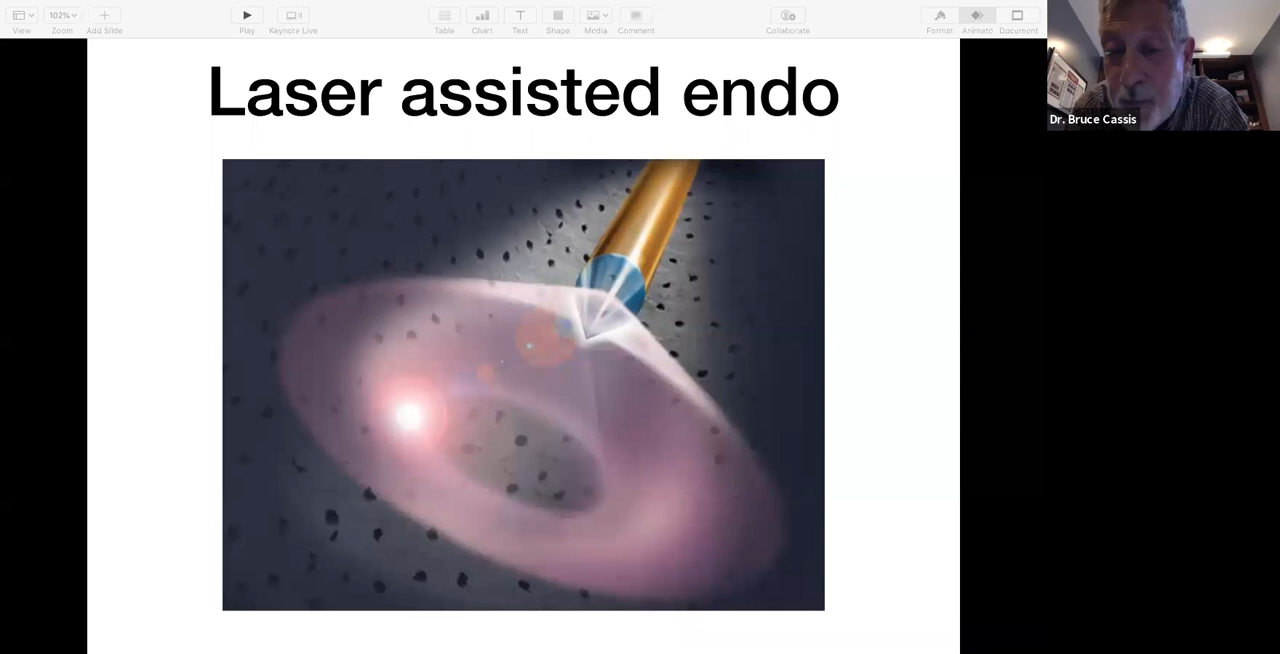 102%
View
Zoom
Add Slide
Play
Keynote Live
Table
Chart
Text
Shape
Media
Comment
Collaborate
Format
Animate
Document
Laser assisted endo
Dr. Bruce Cassis